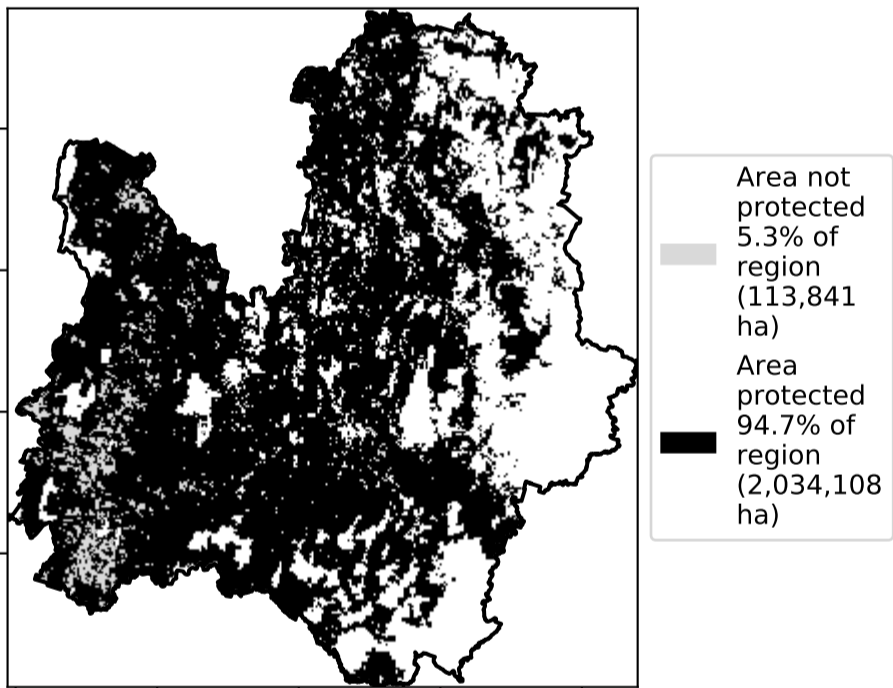 Area not
protected
5.3% of
region
(113,841
ha)
Area
protected
94.7% of
region
(2,034,108
ha)